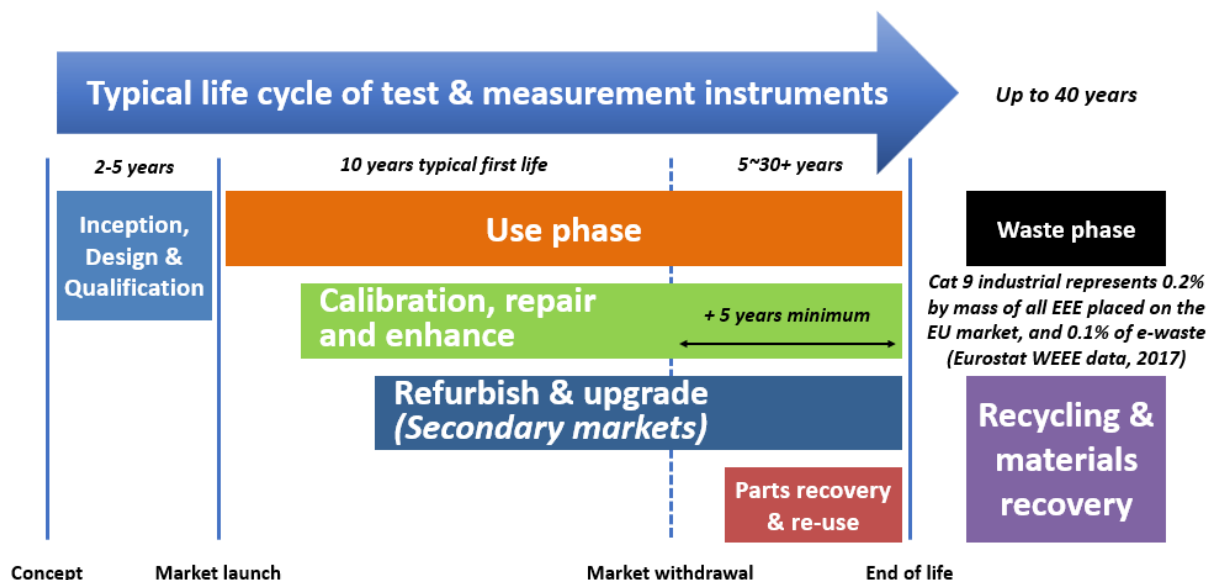 Typical life cycle of test & measurement instruments
Up to 40 years
2-5 years
10 years typical first life
5~30+ years
Inception,
Design &
Qualification
Use phase
Waste phase
Calibration, repair
and enhance
+ 5 years minimum
Cat 9 industrial represents 0.2%
by mass of all EEE placed on the
EU market, and 0.1% of e-waste
(Eurostat WEEE data, 2017)
Refurbish & upgrade
(Secondary markets)
Recycling &
materials
recovery
Parts recovery
& re-use
Concept
Market launch
Market withdrawal
End of life